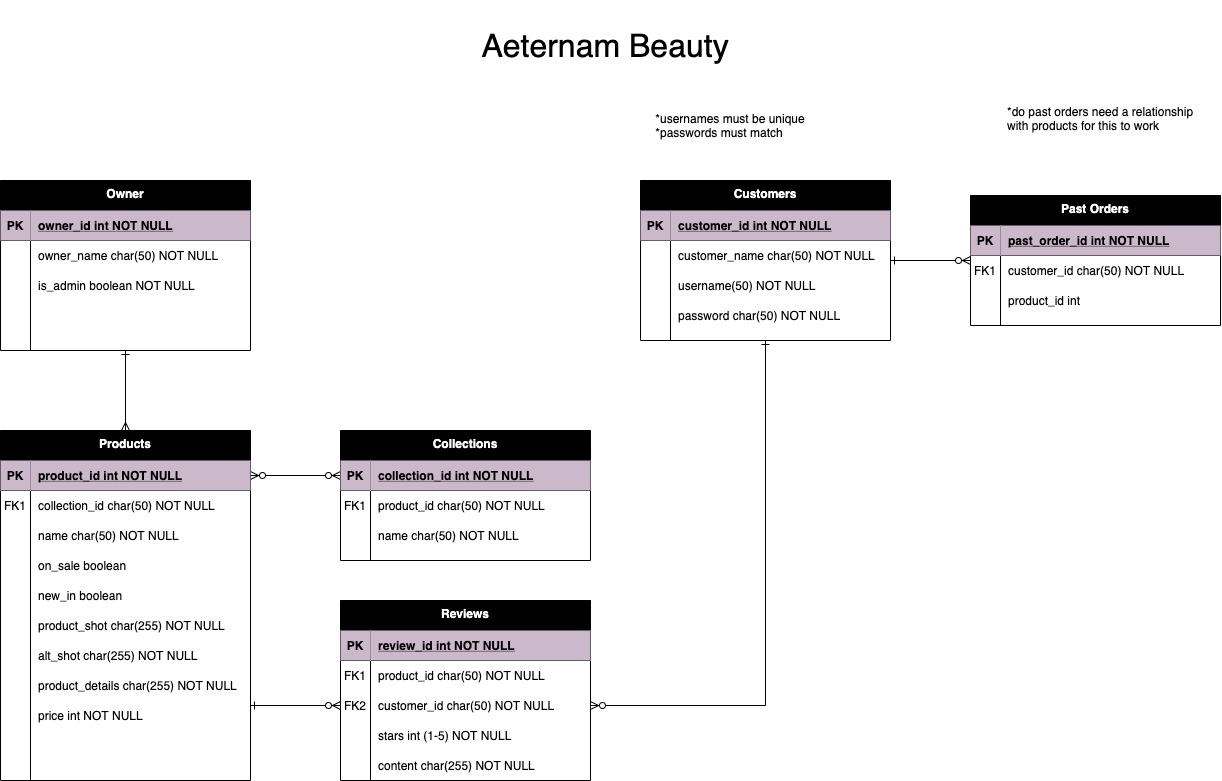 Aeternam Beauty
*usernames must be unique
*passwords must match
*do past orders need a relationship
with products for this to work
Owner
PK owner_id int NOT NULL
owner_name char(50) NOT NULL
is_admin boolean NOT NULL
Customers
PK customer_id int NOT NULL
customer_name char(50) NOT NULL
username(50) NOT NULL
password char(50) NOT NULL
Past Orders
PK past_order_id int NOT NULL
FK1 customer_id char(50) NOT NULL
product_id int
Products
PK product_id int NOT NULL
FK1 collection_id char(50) NOT NULL
name char(50) NOT NULL
on_sale boolean
new_in boolean
product_shot char(255) NOT NULL
alt_shot char(255) NOT NULL
product_details char(255) NOT NULL
price int NOT NULL
Collections
PK collection_id int NOT NULL
FK1 product_id char(50) NOT NULL
name char(50) NOT NULL
Reviews
PK review_id int NOT NULL
FK1 product_id char(50) NOT NULL
FK2 customer_id char(50) NOT NULL
stars int (1-5) NOT NULL
content char(255) NOT NULL